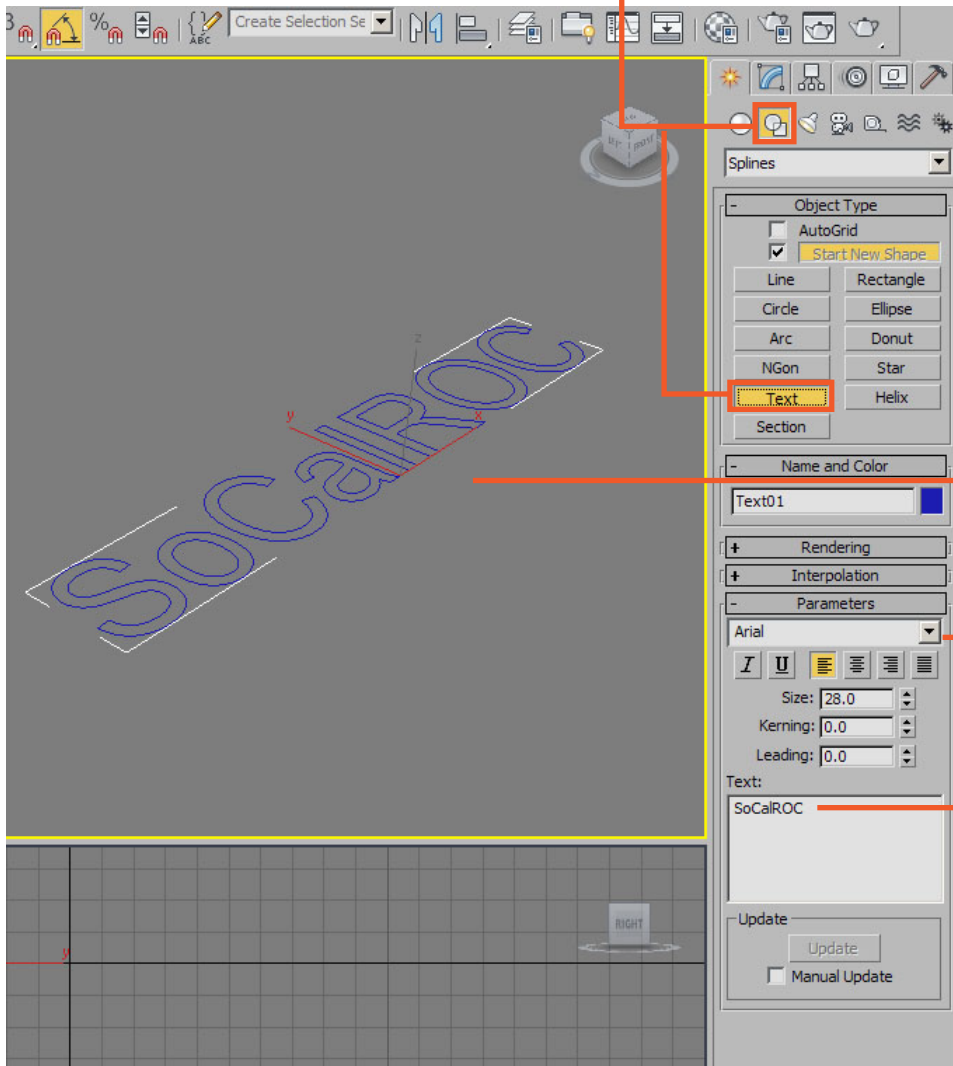 3
%
ABC
Create Selection Se
Splines
- Object Type
AutoGrid
Start New Shape
Line Rectangle
Circle Ellipse
Arc Donut
NGon Star
Text Helix
Section
- Name and Color
Text01
+ Rendering
+ Interpolation
- Parameters
Arial
I U
Size: 28.0
Kerning: 0.0
Leading: 0.0
Text:
SoCalROC
Update
Update
Manual Update
z
y x
SoCalROC
RIGHT
y